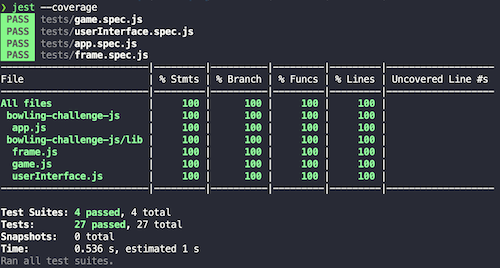 ❯ jest --coverage
PASS tests/game.spec.js
PASS tests/userInterface.spec.js
PASS tests/app.spec.js
PASS tests/frame.spec.js
File | % Stmts | % Branch | % Funcs | % Lines | Uncovered Line #s
All files | 100 | 100 | 100 | 100 |
bowling-challenge-js | 100 | 100 | 100 | 100 |
app.js | 100 | 100 | 100 | 100 |
bowling-challenge-js/lib | 100 | 100 | 100 | 100 |
frame.js | 100 | 100 | 100 | 100 |
game.js | 100 | 100 | 100 | 100 |
userInterface.js | 100 | 100 | 100 | 100 |
Test Suites: 4 passed, 4 total
Tests: 27 passed, 27 total
Snapshots: 0 total
Time: 0.536 s, estimated 1 s
Ran all test suites.